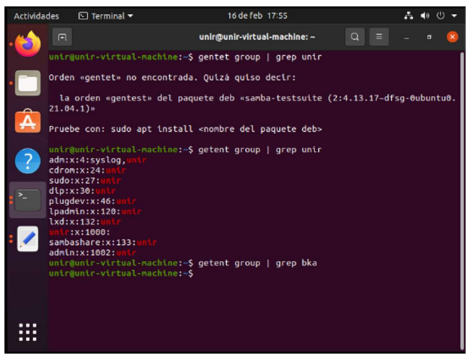 Actividades Terminal 16 de feb 17:55
unir@unir-virtual-machine: ~
unir@unir-virtual-machine:~$ gentet group | grep unir
Orden «gentet» no encontrada. Quizá quiso decir:
la orden «gentest» del paquete deb «samba-testsuite (2:4.13.17~dfsg-0ubuntu0.
21.04.1)»
Pruebe con: sudo apt install <nombre del paquete deb>
unir@unir-virtual-machine:~$ getent group | grep unir
adm:x:4:syslog,unir
cdrom:x:24:unir
sudo:x:27:unir
dip:x:30:unir
plugdev:x:46:unir
lpadmin:x:120:unir
lxd:x:132:unir
unir:x:1000:
sambashare:x:133:unir
admin:x:1002:unir
unir@unir-virtual-machine:~$ getent group | grep bka
unir@unir-virtual-machine:~$